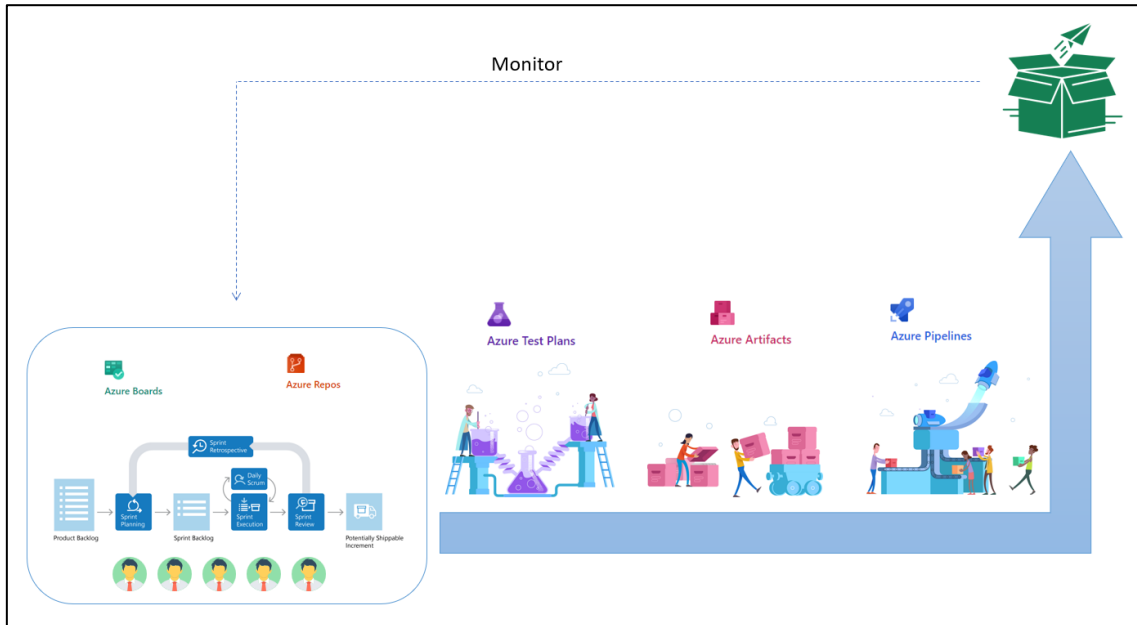 Monitor
Azure Test Plans
Azure Artifacts
Azure Pipelines
Azure Boards
Azure Repos
Sprint
Retrospective
Daily
Scrum
Sprint
Planning
Sprint
Execution
Sprint
Review
Product Backlog
Sprint Backlog
Potentially Shippable
Increment